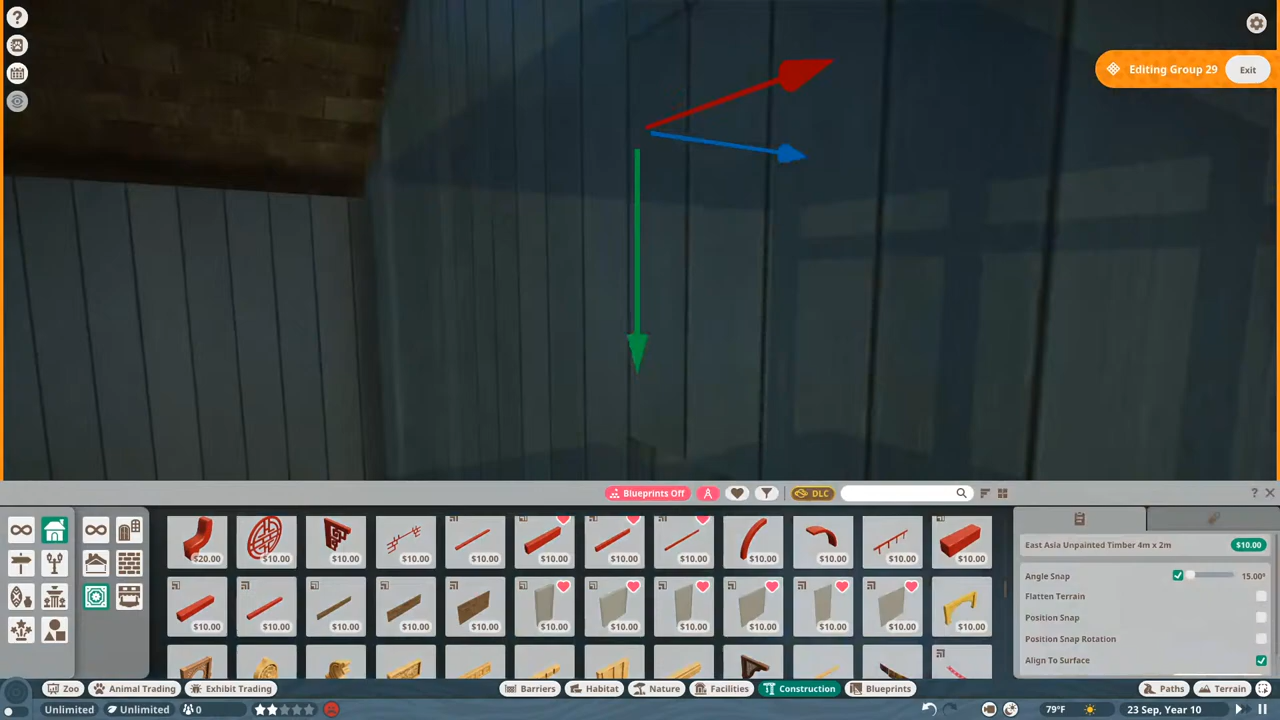 ?
Editing Group 29 Exit
Blueprints Off DLC ?
$20.00 $10.00 $10.00 $10.00 $10.00 $10.00 $10.00 $10.00 $10.00 $10.00 $10.00 $10.00
$10.00 $10.00 $10.00 $10.00 $10.00 $10.00 $10.00 $10.00 $10.00 $10.00 $10.00 $10.00
East Asia Unpainted Timber 4m x 2m $10.00
Angle Snap 15.00°
Flatten Terrain
Position Snap
Position Snap Rotation
Align To Surface
Zoo Animal Trading Exhibit Trading Barriers Habitat Nature Facilities Construction Blueprints Paths Terrain
Unlimited Unlimited 0 79°F 23 Sep, Year 10